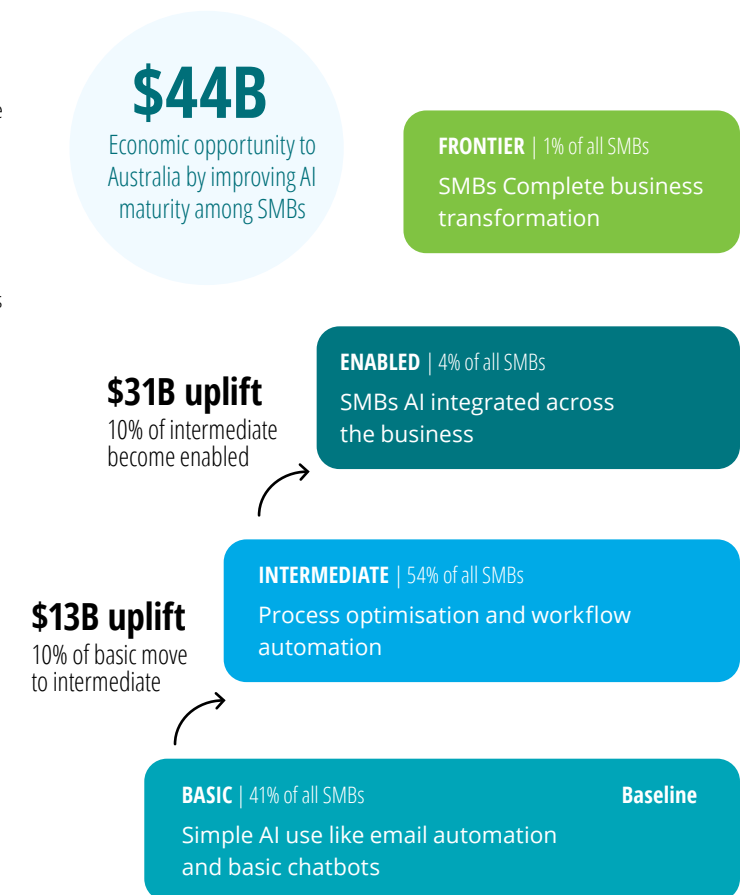 $44B
Economic opportunity to
Australia by improving AI
maturity among SMBs
FRONTIER | 1% of all SMBs
SMBs Complete business
transformation
ENABLED | 4% of all SMBs
SMBs AI integrated across
the business
$31B uplift
10% of intermediate
become enabled
INTERMEDIATE | 54% of all SMBs
Process optimisation and workflow
automation
$13B uplift
10% of basic move
to intermediate
BASIC | 41% of all SMBs
Baseline
Simple AI use like email automation
and basic chatbots